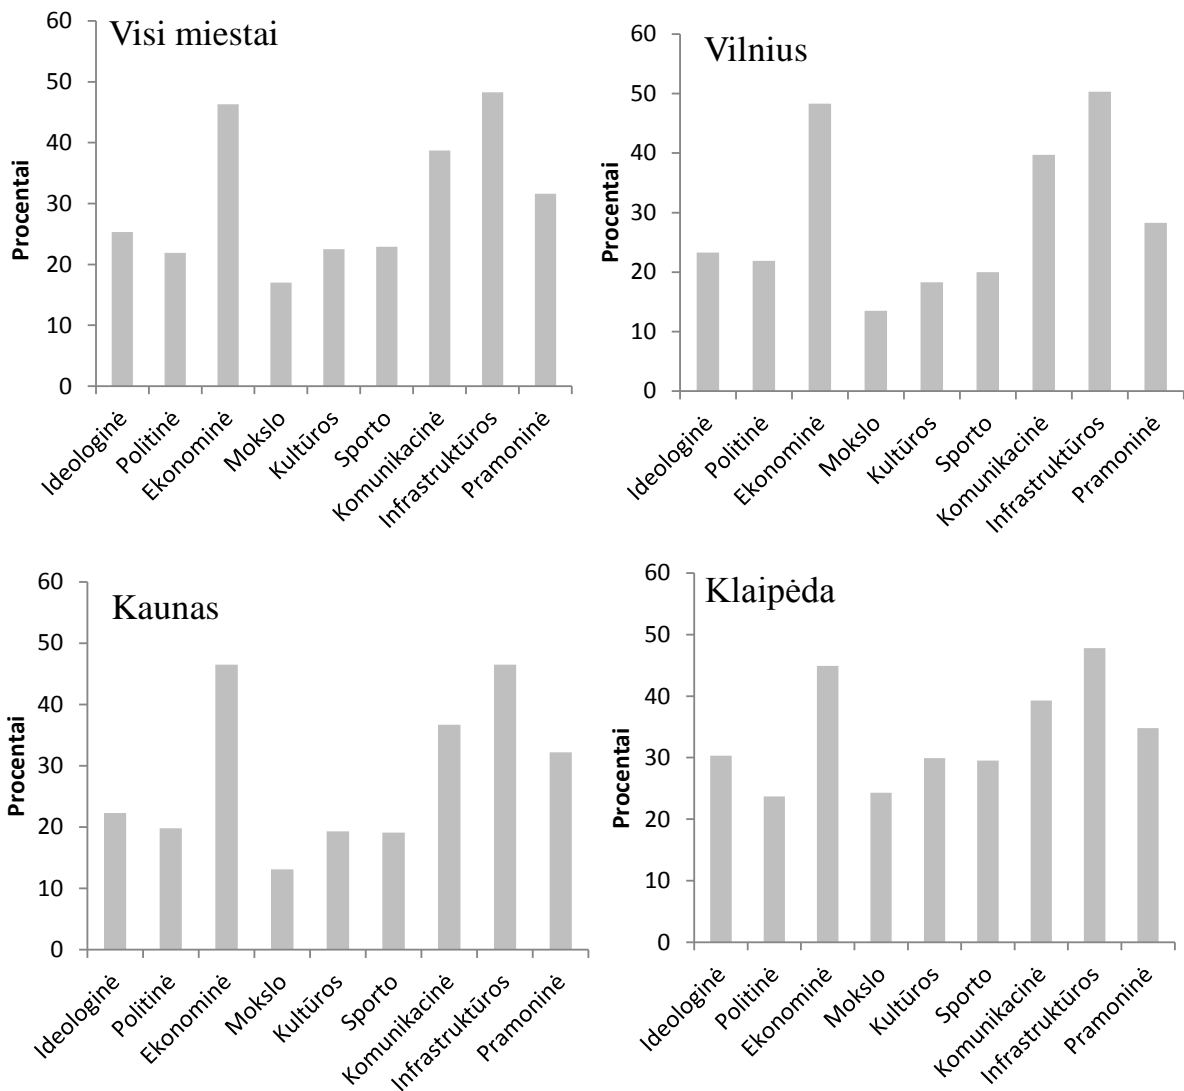 Visi miestai
Procentai
60
50
40
30
20
10
0
Ideologinė
Politinė
Ekonominė
Mokslo
Kultūros
Sporto
Komunikacinė
Infrastruktūros
Pramoninė
Vilnius
Procentai
60
50
40
30
20
10
0
Ideologinė
Politinė
Ekonominė
Mokslo
Kultūros
Sporto
Komunikacinė
Infrastruktūros
Pramoninė
Kaunas
Procentai
60
50
40
30
20
10
0
Ideologinė
Politinė
Ekonominė
Mokslo
Kultūros
Sporto
Komunikacinė
Infrastruktūros
Pramoninė
Klaipėda
Procentai
60
50
40
30
20
10
0
Ideologinė
Politinė
Ekonominė
Mokslo
Kultūros
Sporto
Komunikacinė
Infrastruktūros
Pramoninė